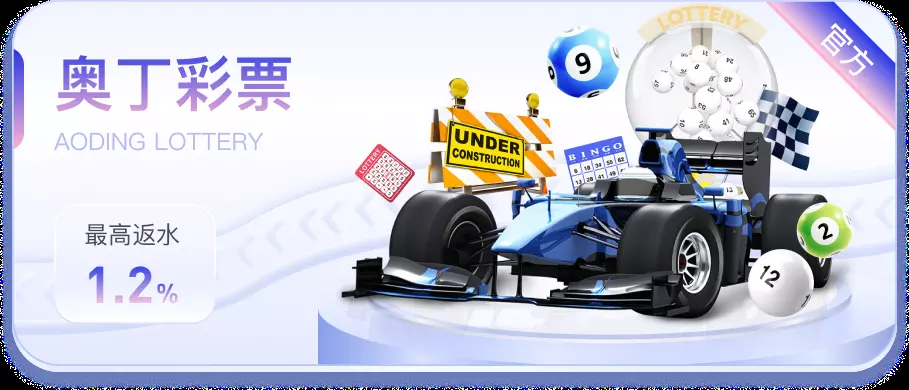 奥丁彩票
AODING LOTTERY
最高返水
1.2%
官方
LOTTERY
UNDER
CONSTRUCTION
LOTTERY
BINGO
9
2
12